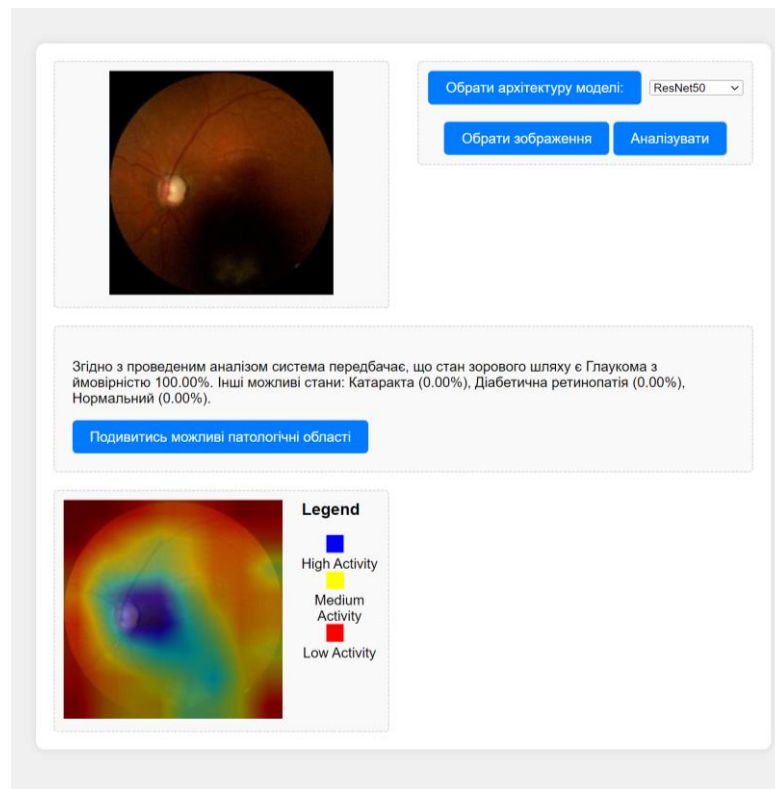 Обрати архітектуру моделі:
ResNet50
Обрати зображення
Аналізувати
Згідно з проведеним аналізом система передбачає, що стан зорового шляху є Глаукома з
ймовірністю 100.00%. Інші можливі стани: Катаракта (0.00%), Діабетична ретинопатія (0.00%),
Нормальний (0.00%).
Подивитись можливі патологічні області
Legend
High Activity
Medium
Activity
Low Activity